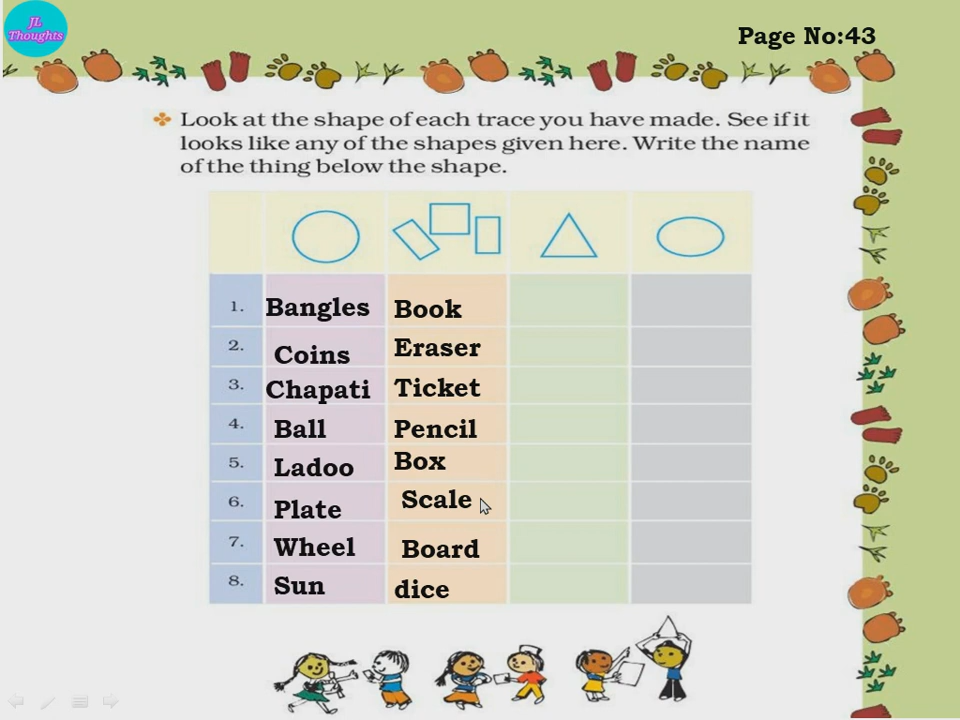 JL
Thoughts
Page No:43
Look at the shape of each trace you have made. See if it
looks like any of the shapes given here. Write the name
of the thing below the shape.
1. Bangles Book
2. Coins Eraser
3. Chapati Ticket
4. Ball Pencil
5. Ladoo Box
6. Plate Scale
7. Wheel Board
8. Sun dice